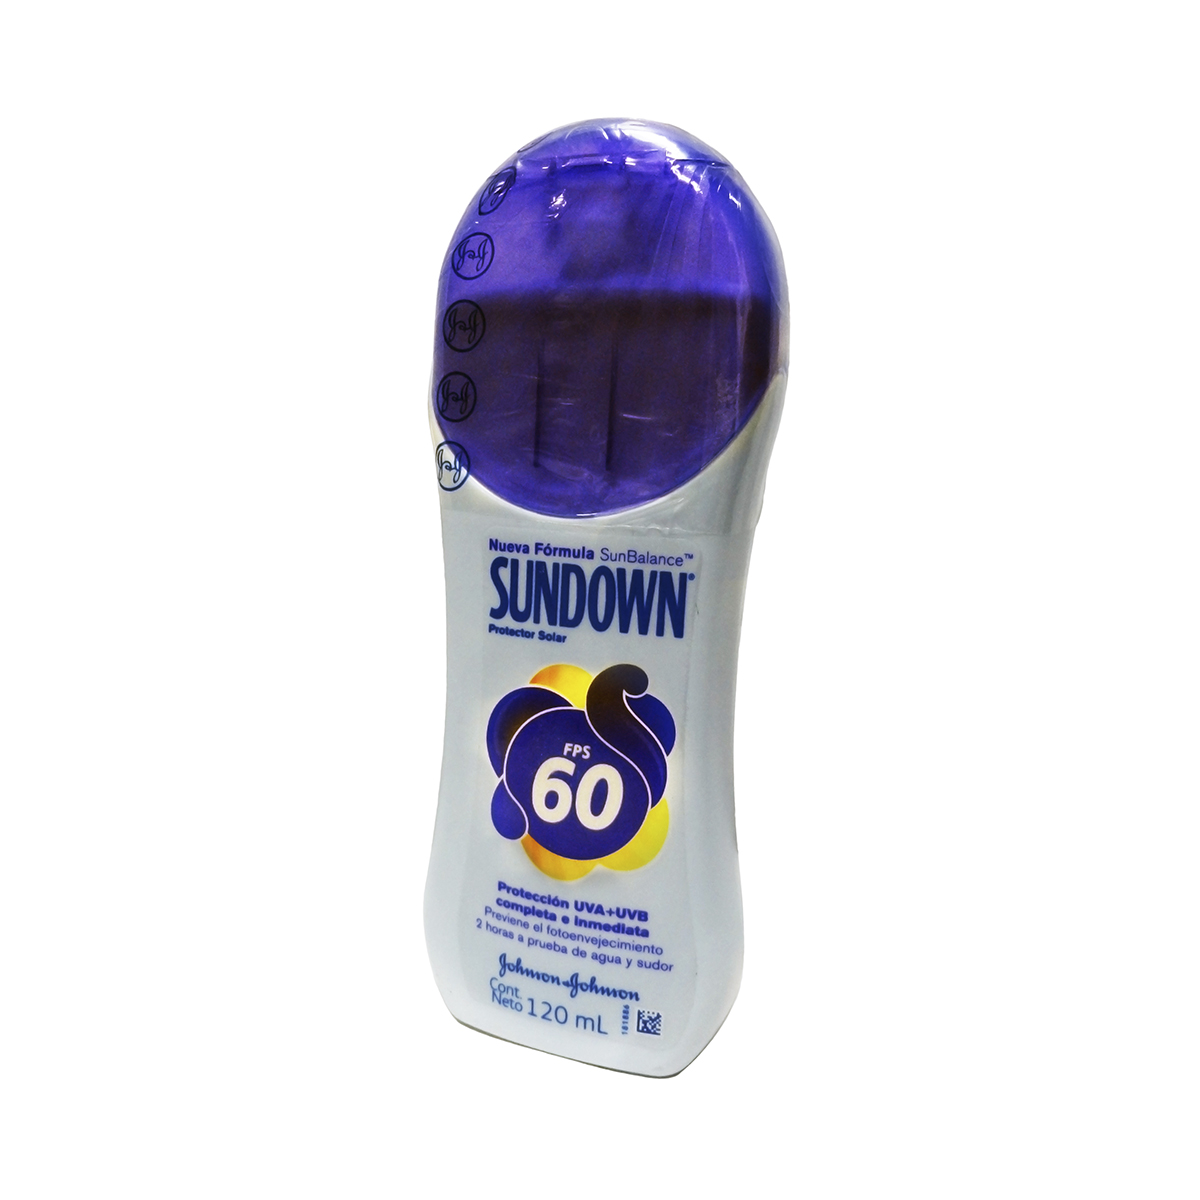 Nueva Fórmula SunBalance™
SUNDOWN®
Protector Solar
FPS
60
Protección UVA+UVB
completa e inmediata
Previene el fotoenvejecimiento
2 horas a prueba de agua y sudor
Johnson&Johnson
Cont.
Neto 120 mL
181886
J&J
J&J
J&J
J&J
J&J